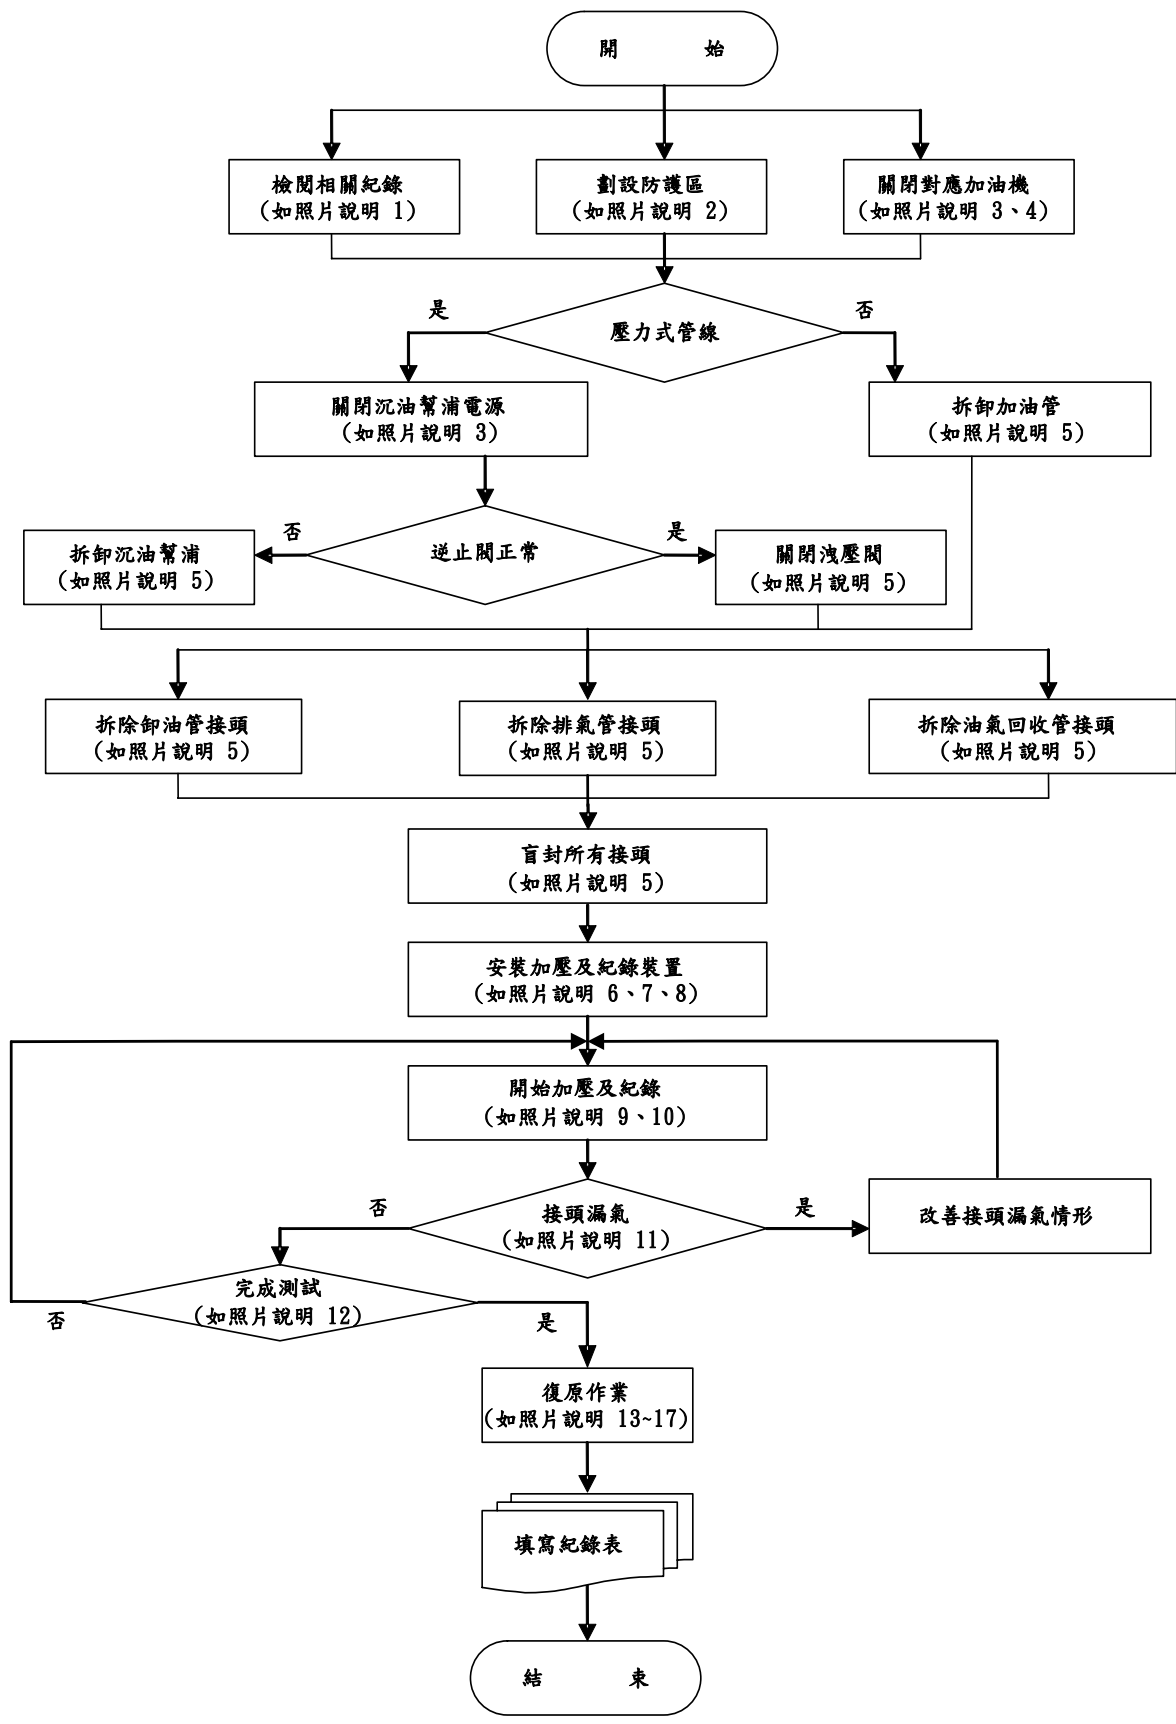 開 始
檢閱相關紀錄
(如照片說明 1)
劃設防護區
(如照片說明 2)
關閉對應加油機
(如照片說明 3、4)
壓力式管線
是
否
關閉沉油幫浦電源
(如照片說明 3)
拆卸加油管
(如照片說明 5)
逆止閥正常
否
是
拆卸沉油幫浦
(如照片說明 5)
關閉洩壓閥
(如照片說明 5)
拆除卸油管接頭
(如照片說明 5)
拆除排氣管接頭
(如照片說明 5)
拆除油氣回收管接頭
(如照片說明 5)
盲封所有接頭
(如照片說明 5)
安裝加壓及紀錄裝置
(如照片說明 6、7、8)
開始加壓及紀錄
(如照片說明 9、10)
接頭漏氣
(如照片說明 11)
否
是
改善接頭漏氣情形
完成測試
(如照片說明 12)
否
是
復原作業
(如照片說明 13~17)
填寫紀錄表
結 束